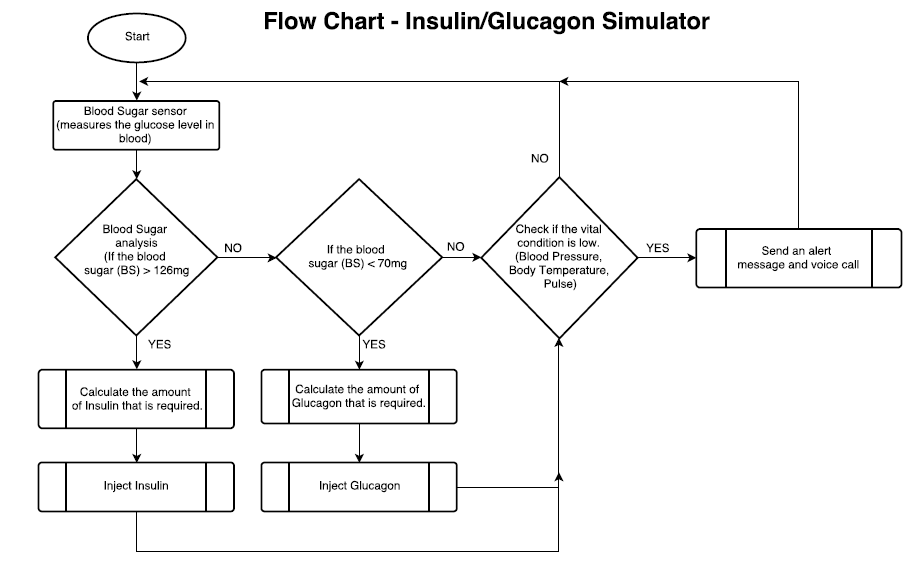 Flow Chart - Insulin/Glucagon Simulator
Start
Blood Sugar sensor
(measures the glucose level in
blood)
NO
Blood Sugar
analysis
(If the blood
sugar (BS) > 126mg
NO
If the blood
sugar (BS) < 70mg
NO
Check if the vital
condition is low.
(Blood Pressure,
Body Temperature,
Pulse)
YES
Send an alert
message and voice call
YES
YES
Calculate the amount
of Insulin that is required.
Calculate the amount of
Glucagon that is required.
Inject Insulin
Inject Glucagon